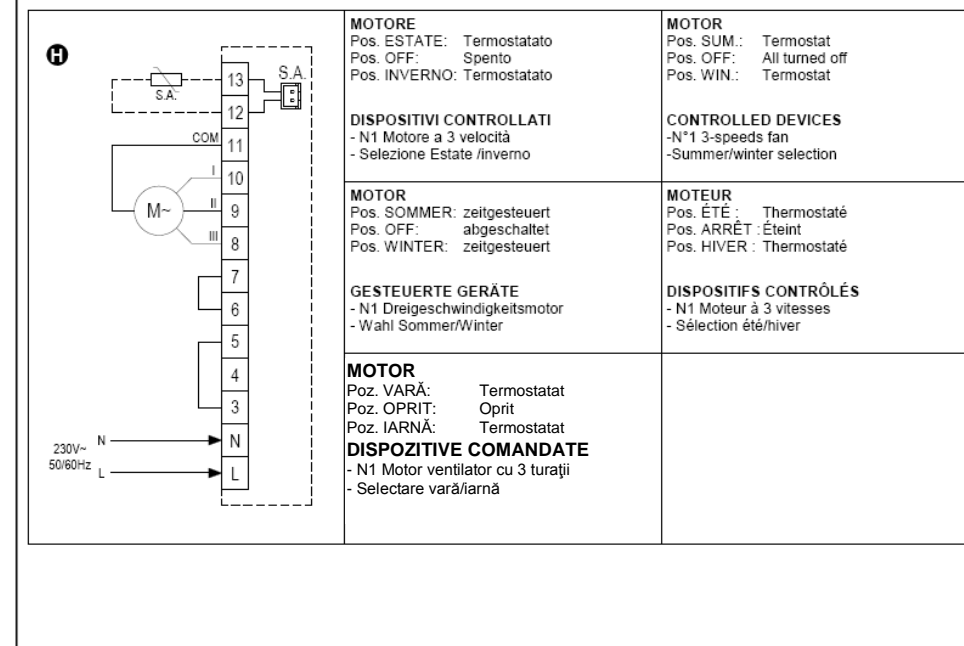 H
13
S.A.
S.A.
12
COM
11
I
10
M~
II
9
III
8
7
6
5
4
3
230V~
50/60Hz
N
N
L
L
MOTORE
Pos. ESTATE: Termostatato
Pos. OFF: Spento
Pos. INVERNO: Termostatato
DISPOSITIVI CONTROLLATI
- N1 Motore a 3 velocità
- Selezione Estate /inverno
MOTOR
Pos. SUM.: Termostat
Pos. OFF: All turned off
Pos. WIN.: Termostat
CONTROLLED DEVICES
-N°1 3-speeds fan
-Summer/winter selection
MOTOR
Pos. SOMMER: zeitgesteuert
Pos. OFF: abgeschaltet
Pos. WINTER: zeitgesteuert
GESTEUERTE GERÄTE
- N1 Dreigeschwindigkeitsmotor
- Wahl Sommer/Winter
MOTEUR
Pos. ÉTÉ : Thermostaté
Pos. ARRÊT : Éteint
Pos. HIVER : Thermostaté
DISPOSITIFS CONTRÔLÉS
- N1 Moteur à 3 vitesses
- Sélection été/hiver
MOTOR
Poz. VARĂ: Termostatat
Poz. OPRIT: Oprit
Poz. IARNĂ: Termostatat
DISPOZITIVE COMANDATE
- N1 Motor ventilator cu 3 turaţii
- Selectare vară/iarnă